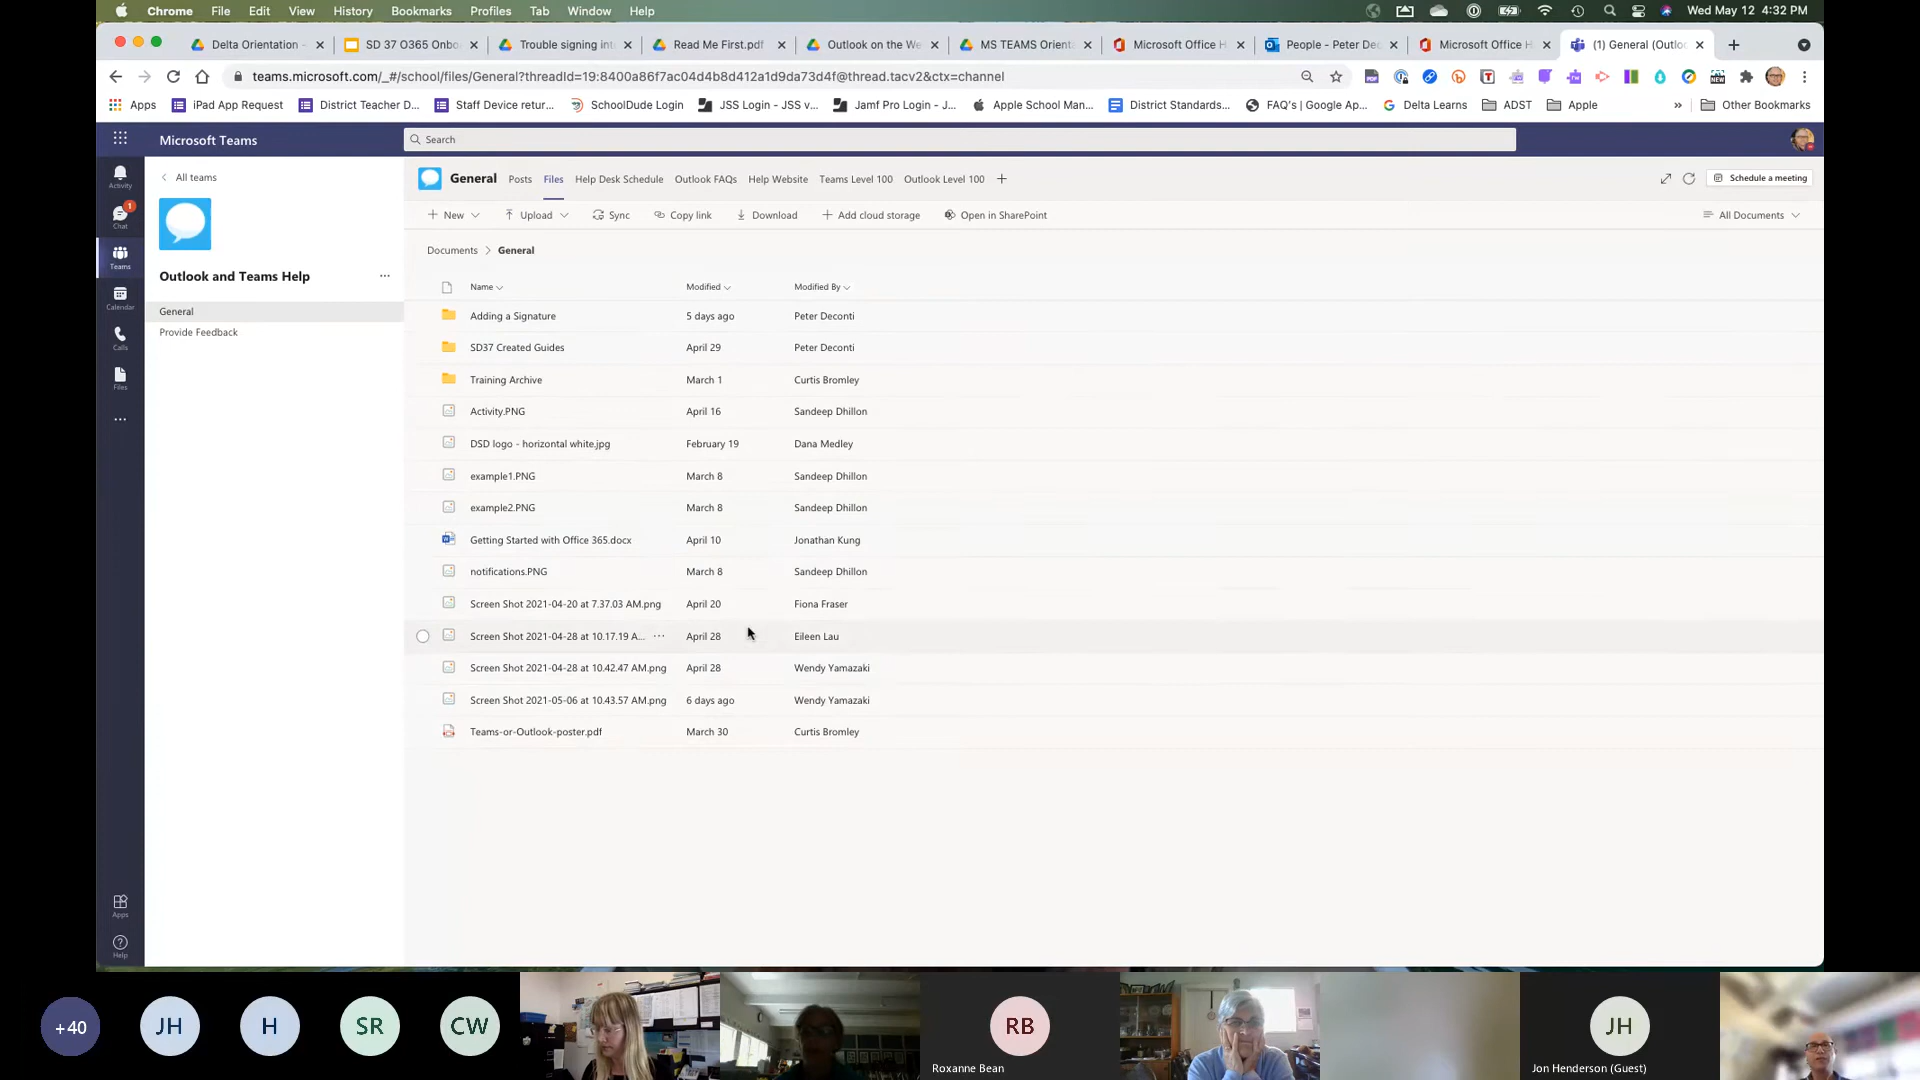 Chrome File Edit View History Bookmarks Profiles Tab Window Help Wed May 12 4:32 PM
Delta Orientation - SD 37 O365 Onbo Trouble signing int Read Me First.pdf Outlook on the We MS TEAMS Orient Microsoft Office H People - Peter Dec Microsoft Office H (1) General (Outlo
teams.microsoft.com/_#/school/files/General?threadId=19:8400a86f7ac04d4b8d412a1d9da73d4f@thread.tacv2&ctx=channel
Apps iPad App Request District Teacher D... Staff Device retur... SchoolDude Login JSS Login - JSS v... Jamf Pro Login - J... Apple School Man... District Standards... FAQ's | Google Ap... Delta Learns ADST Apple » Other Bookmarks
Microsoft Teams Search
All teams
General Posts Files Help Desk Schedule Outlook FAQs Help Website Teams Level 100 Outlook Level 100 Schedule a meeting
New Upload Sync Copy link Download Add cloud storage Open in SharePoint All Documents
Documents > General
Outlook and Teams Help ...
General
Provide Feedback
Activity
1
Chat
Teams
Calendar
Calls
Files
...
Apps
Help
Name Modified Modified By
Adding a Signature 5 days ago Peter Deconti
SD37 Created Guides April 29 Peter Deconti
Training Archive March 1 Curtis Bromley
Activity.PNG April 16 Sandeep Dhillon
DSD logo - horizontal white.jpg February 19 Dana Medley
example1.PNG March 8 Sandeep Dhillon
example2.PNG March 8 Sandeep Dhillon
Getting Started with Office 365.docx April 10 Jonathan Kung
notifications.PNG March 8 Sandeep Dhillon
Screen Shot 2021-04-20 at 7.37.03 AM.png April 20 Fiona Fraser
Screen Shot 2021-04-28 at 10.17.19 A... ... April 28 Eileen Lau
Screen Shot 2021-04-28 at 10.42.47 AM.png April 28 Wendy Yamazaki
Screen Shot 2021-05-06 at 10.43.57 AM.png 6 days ago Wendy Yamazaki
Teams-or-Outlook-poster.pdf March 30 Curtis Bromley
+40 JH H SR CW RB JH
Roxanne Bean Jon Henderson (Guest)